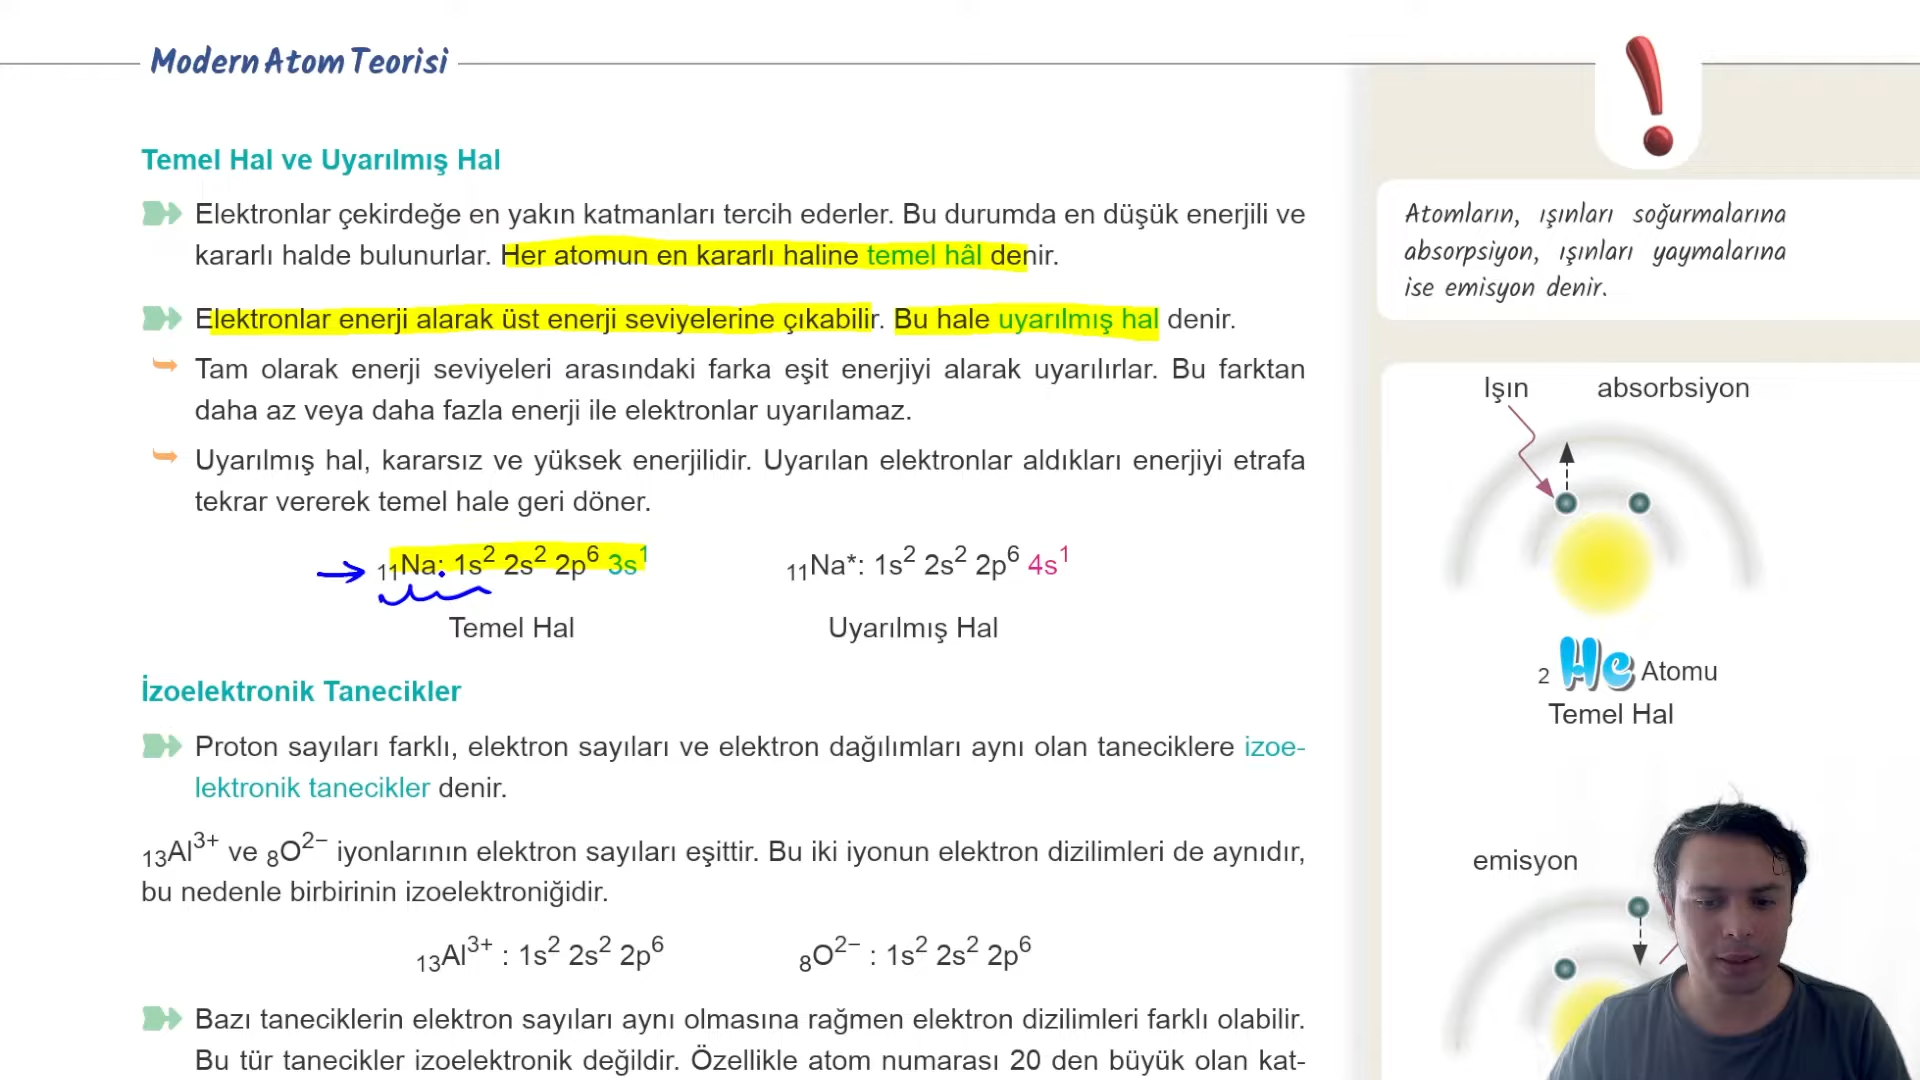 Modern Atom Teorisi
Temel Hal ve Uyarılmış Hal
Elektronlar çekirdeğe en yakın katmanları tercih ederler. Bu durumda en düşük enerjili ve
kararlı halde bulunurlar. Her atomun en kararlı haline temel hâl denir.
Elektronlar enerji alarak üst enerji seviyelerine çıkabilir. Bu hale uyarılmış hal denir.
Tam olarak enerji seviyeleri arasındaki farka eşit enerjiyi alarak uyarılırlar. Bu farktan
daha az veya daha fazla enerji ile elektronlar uyarılamaz.
Uyarılmış hal, kararsız ve yüksek enerjilidir. Uyarılan elektronlar aldıkları enerjiyi etrafa
tekrar vererek temel hale geri döner.
₁₁Na: 1s² 2s² 2p⁶ 3s¹
₁₁Na*: 1s² 2s² 2p⁶ 4s¹
Temel Hal
Uyarılmış Hal
İzoelektronik Tanecikler
Proton sayıları farklı, elektron sayıları ve elektron dağılımları aynı olan taneciklere izoe-
lektronik tanecikler denir.
₁₃Al³⁺ ve ₈O²⁻ iyonlarının elektron sayıları eşittir. Bu iki iyonun elektron dizilimleri de aynıdır,
bu nedenle birbirinin izoelektroniğidir.
₁₃Al³⁺ : 1s² 2s² 2p⁶
₈O²⁻ : 1s² 2s² 2p⁶
Bazı taneciklerin elektron sayıları aynı olmasına rağmen elektron dizilimleri farklı olabilir.
Bu tür tanecikler izoelektronik değildir. Özellikle atom numarası 20 den büyük olan kat-
Atomların, ışınları soğurmalarına
absorpsiyon, ışınları yaymalarına
ise emisyon denir.
Işın
absorbsiyon
₂He Atomu
Temel Hal
emisyon